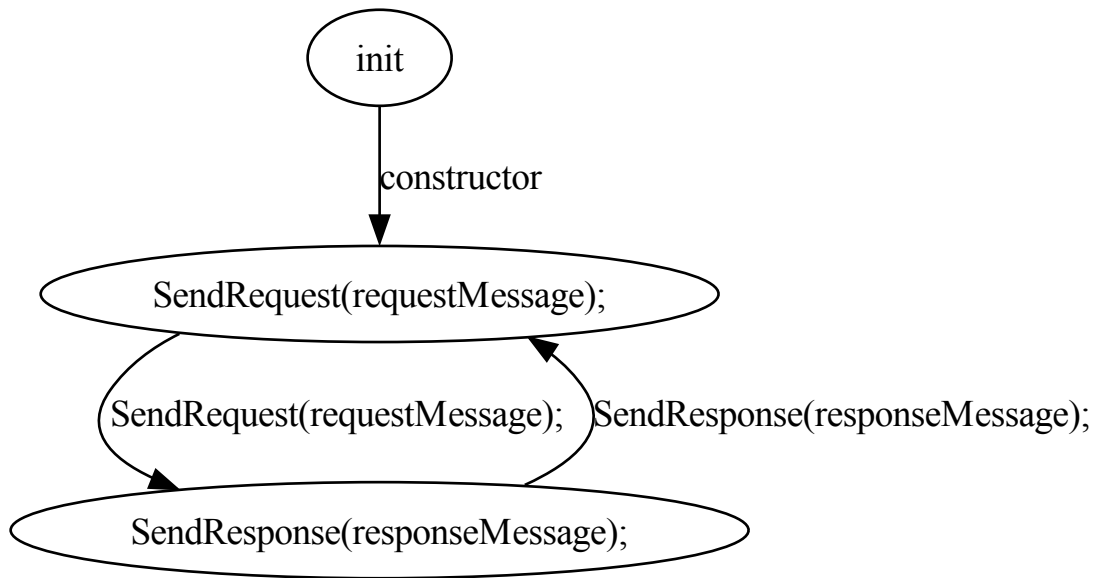 init
constructor
SendRequest(requestMessage);
SendRequest(requestMessage);
SendResponse(responseMessage);
SendResponse(responseMessage);